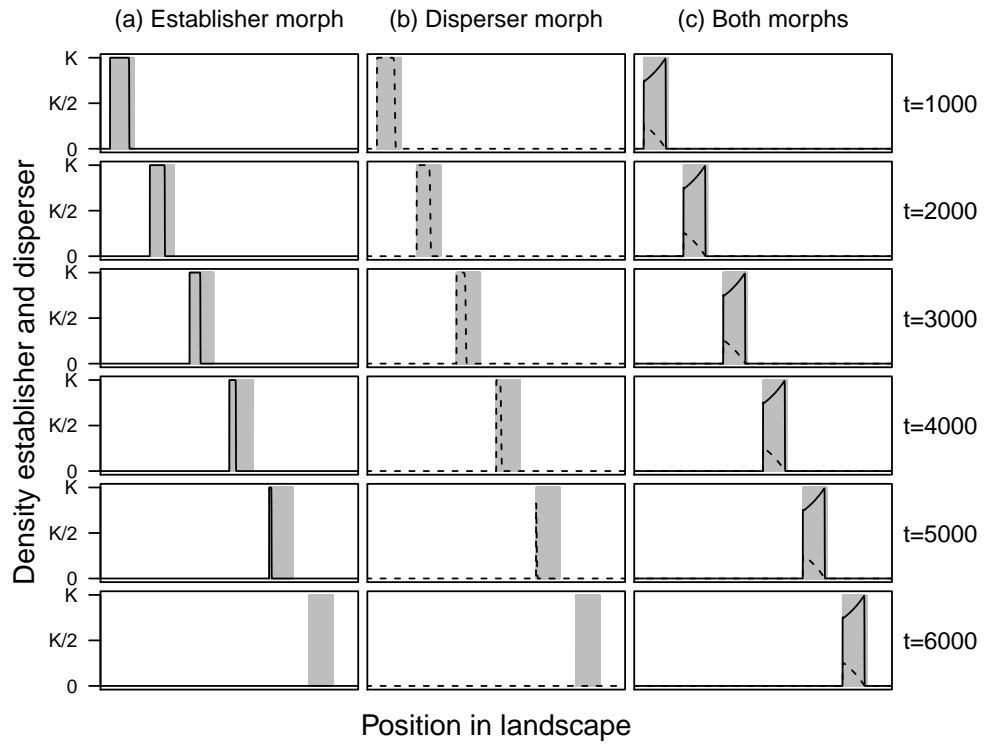 (a) Establisher morph (b) Disperser morph (c) Both morphs
Density establisher and disperser
K
K/2
0
t=1000
K
K/2
0
t=2000
K
K/2
0
t=3000
K
K/2
0
t=4000
K
K/2
0
t=5000
K
K/2
0
t=6000
Position in landscape